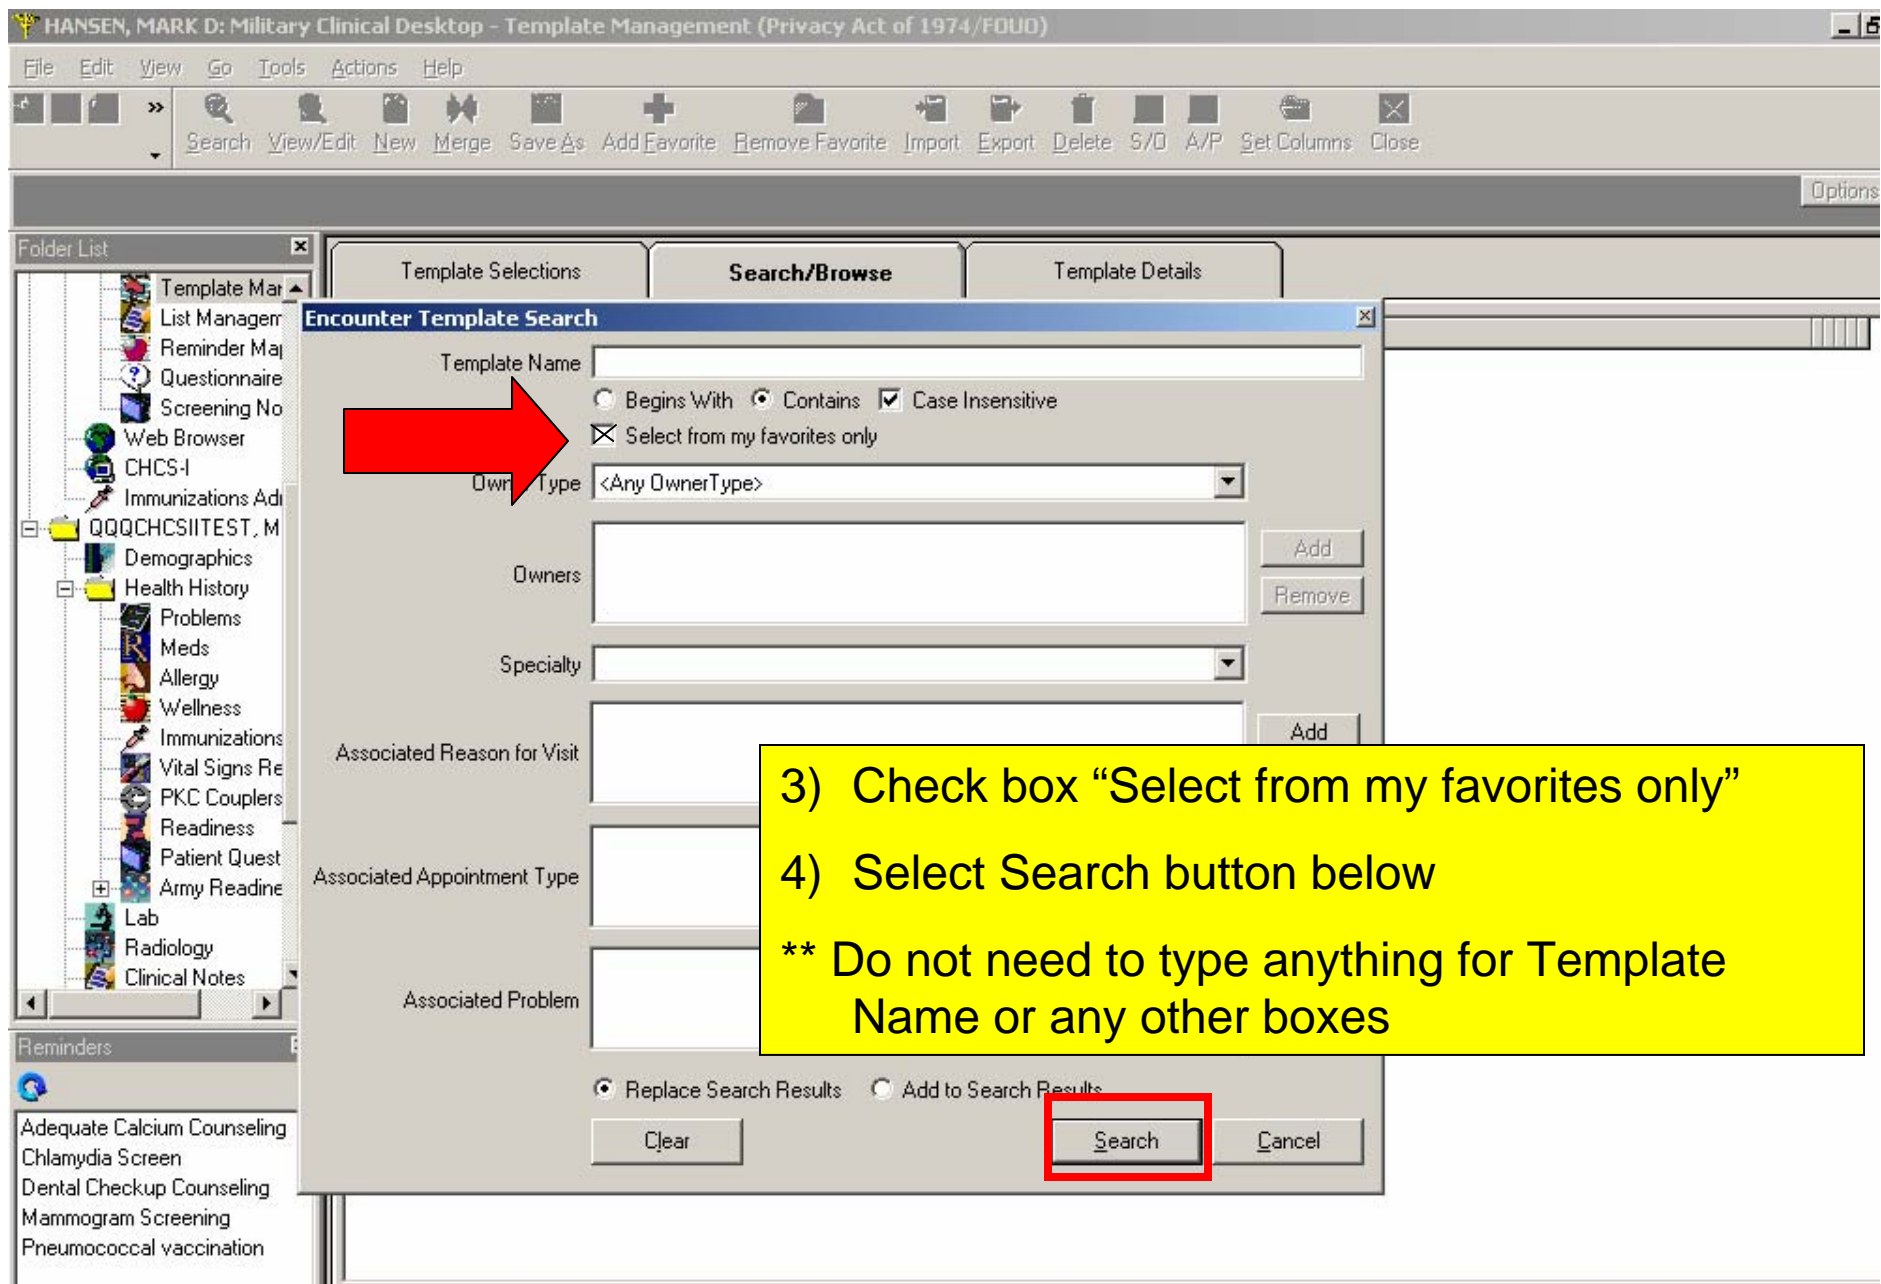 HANSEN, MARK D: Military Clinical Desktop - Template Management (Privacy Act of 1974/FOUO)
File Edit View Go Tools Actions Help
Search View/Edit New Merge Save As Add Favorite Remove Favorite Import Export Delete S/O A/P Set Columns Close
Options
Folder List
Template Mar
List Managem
Reminder Ma
Questionnaire
Screening No
Web Browser
CHCS-I
Immunizations Adı
QQQCHCSIITEST, M
Demographics
Health History
Problems
Meds
Allergy
Wellness
Immunizations
Vital Signs Re
PKC Couplers
Readiness
Patient Quest
Army Readine
Lab
Radiology
Clinical Notes
Reminders
Adequate Calcium Counseling
Chlamydia Screen
Dental Checkup Counseling
Mammogram Screening
Pneumococcal vaccination
Template Selections Search/Browse Template Details
Encounter Template Search
Template Name
Begins With Contains Case Insensitive
Select from my favorites only
Owner Type <Any OwnerType>
Owners Add
Remove
Specialty
Associated Reason for Visit Add
Associated Appointment Type
Associated Problem
Replace Search Results Add to Search Results
Clear Search Cancel
3) Check box “Select from my favorites only”
4) Select Search button below
** Do not need to type anything for Template
Name or any other boxes